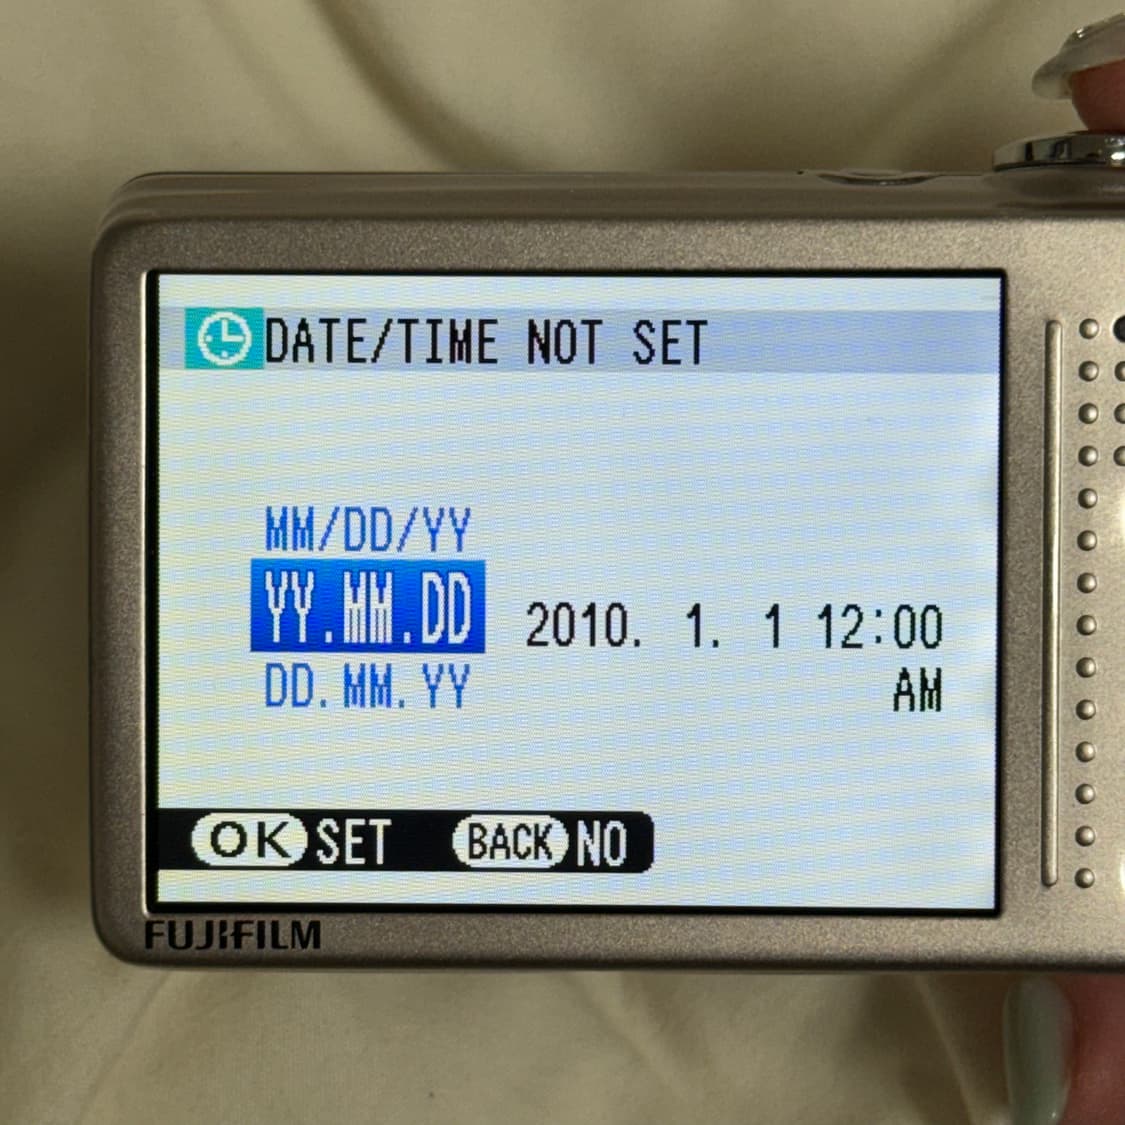 DATE/TIME NOT SET
MM/DD/YY
YY.MM.DD 2010. 1. 1 12:00
DD.MM.YY AM
OK SET BACK NO
FUJIFILM